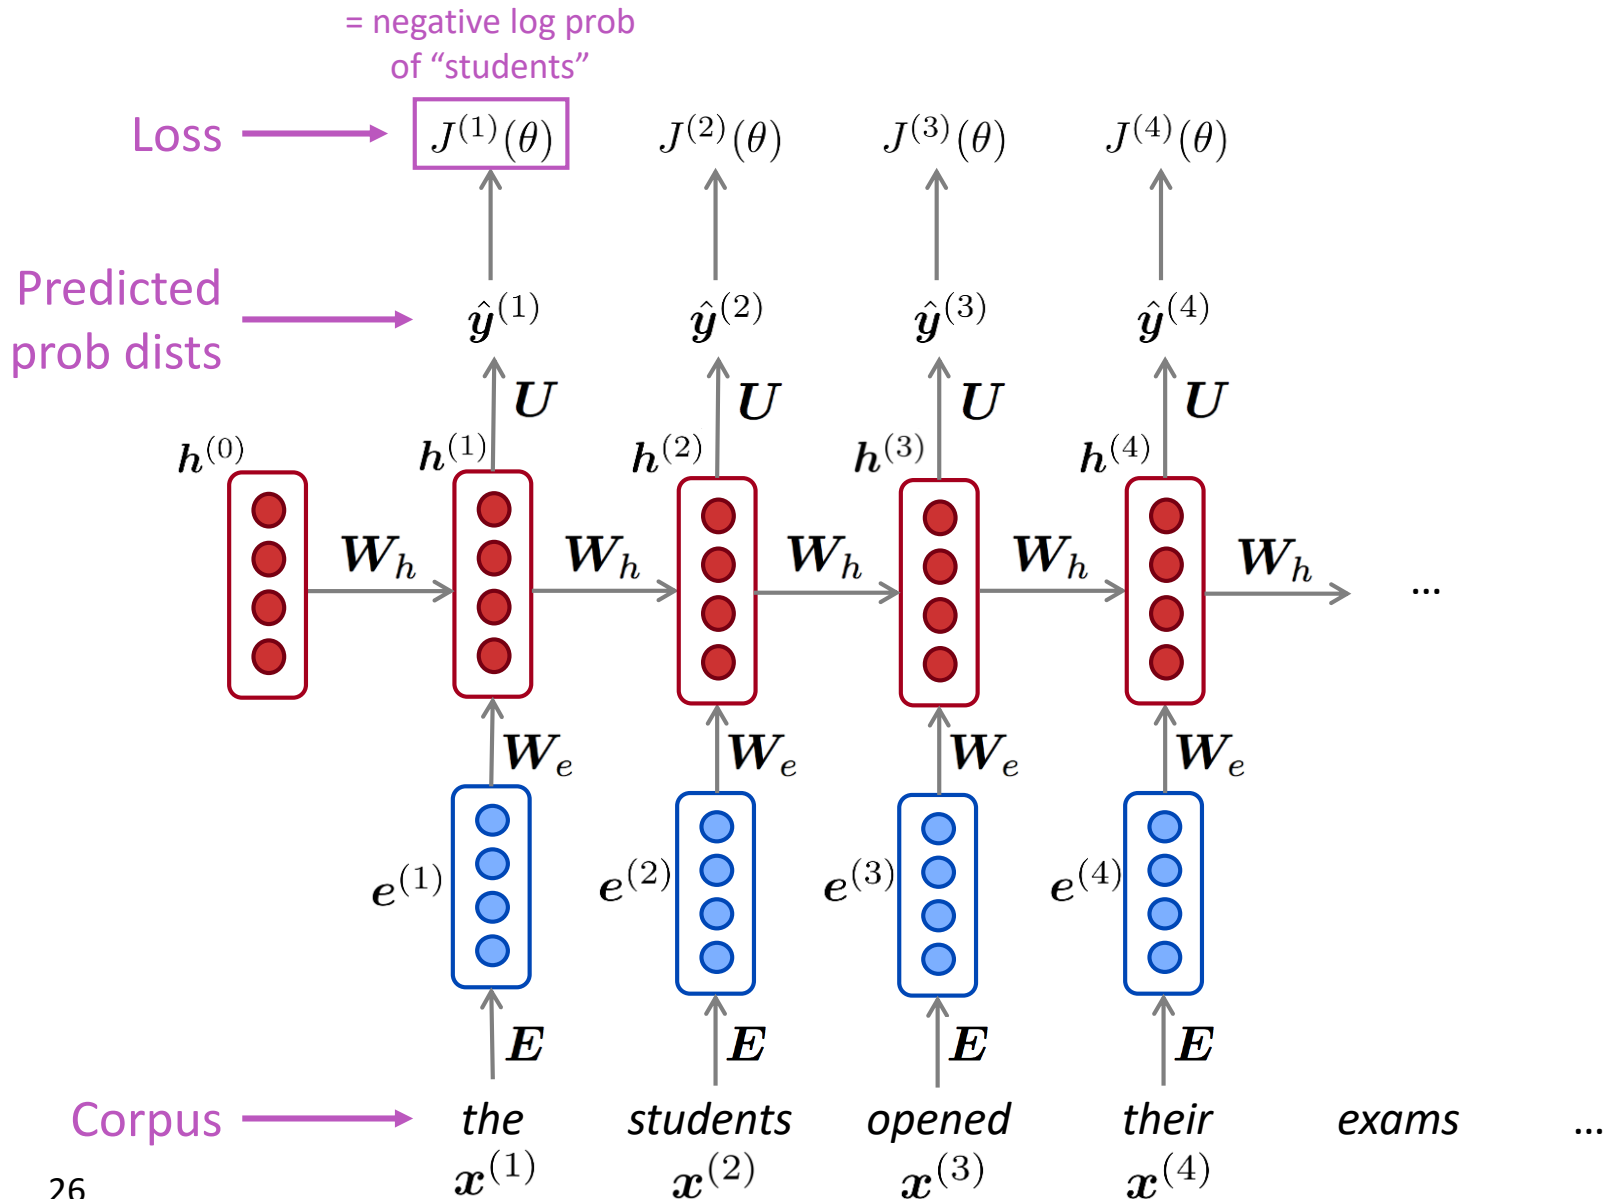 = negative log prob
of “students”
Loss
J⁽¹⁾(θ) J⁽²⁾(θ) J⁽³⁾(θ) J⁽⁴⁾(θ)
Predicted
prob dists
ŷ⁽¹⁾ ŷ⁽²⁾ ŷ⁽³⁾ ŷ⁽⁴⁾
U U U U
h⁽⁰⁾ h⁽¹⁾ h⁽²⁾ h⁽³⁾ h⁽⁴⁾
W_h W_h W_h W_h W_h ...
W_e W_e W_e W_e
e⁽¹⁾ e⁽²⁾ e⁽³⁾ e⁽⁴⁾
E E E E
Corpus the students opened their exams ...
x⁽¹⁾ x⁽²⁾ x⁽³⁾ x⁽⁴⁾
26